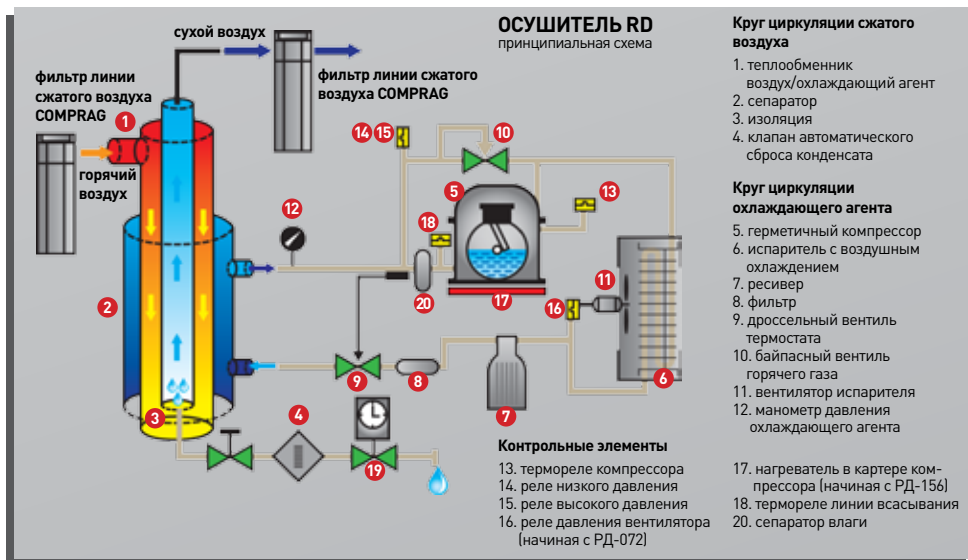 ОСУШИТЕЛЬ RD
принципиальная схема
сухой воздух
фильтр линии
сжатого воздуха
COMPRAG
фильтр линии сжатого
воздуха COMPRAG
горячий
воздух
1
2
3
4
5
6
7
8
9
10
11
12
13
14 15
16
17
18
19
20
Круг циркуляции сжатого
воздуха
1. теплообменник
воздух/охлаждающий агент
2. сепаратор
3. изоляция
4. клапан автоматического
сброса конденсата
Круг циркуляции
охлаждающего агента
5. герметичный компрессор
6. испаритель с воздушным
охлаждением
7. ресивер
8. фильтр
9. дроссельный вентиль
термостата
10. байпасный вентиль
горячего газа
11. вентилятор испарителя
12. манометр давления
охлаждающего агента
Контрольные элементы
13. термореле компрессора
14. реле низкого давления
15. реле высокого давления
16. реле давления вентилятора
(начиная с РД-072)
17. нагреватель в картере ком-
прессора (начиная с РД-156)
18. термореле линии всасывания
20. сепаратор влаги